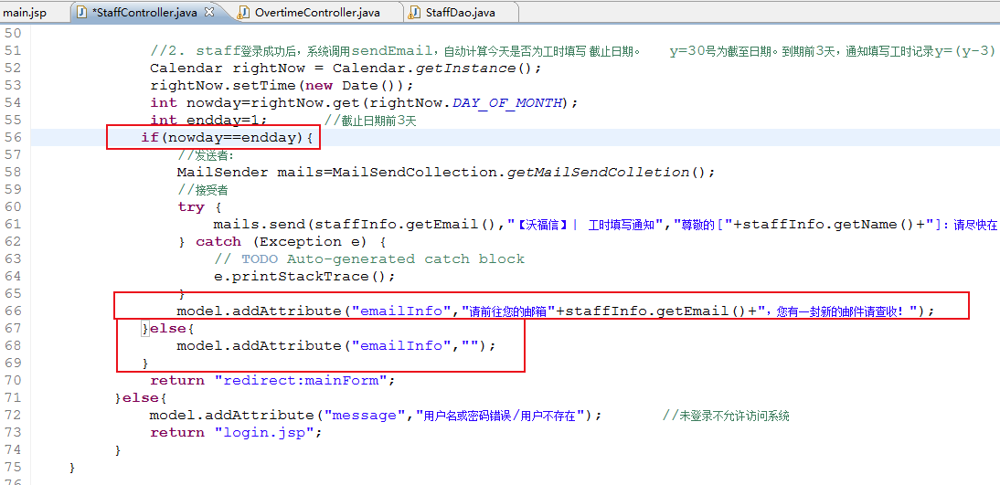 main.jsp *StaffController.java OvertimeController.java StaffDao.java
50
51 //2. staff登录成功后，系统调用sendEmail，自动计算今天是否为工时填写 截止日期。 y=30号为截至日期。到期前3天，通知填写工时记录y=(y-3)
52 Calendar rightNow = Calendar.getInstance();
53 rightNow.setTime(new Date());
54 int nowday=rightNow.get(rightNow.DAY_OF_MONTH);
55 int endday=1; //截止日期前3天
56 if(nowday==endday){
57 //发送者:
58 MailSender mails=MailSendCollection.getMailSendColletion();
59 //接受者
60 try {
61 mails.send(staffInfo.getEmail(),"【沃福信】| 工时填写通知","尊敬的["+staffInfo.getName()+"]：请尽快在
62 } catch (Exception e) {
63 // TODO Auto-generated catch block
64 e.printStackTrace();
65 }
66 model.addAttribute("emailInfo","请前往您的邮箱"+staffInfo.getEmail()+"，您有一封新的邮件请查收！");
67 }else{
68 model.addAttribute("emailInfo","");
69 }
70 return "redirect:mainForm";
71 }else{
72 model.addAttribute("message","用户名或密码错误/用户不存在"); //未登录不允许访问系统
73 return "login.jsp";
74 }
75 }
76